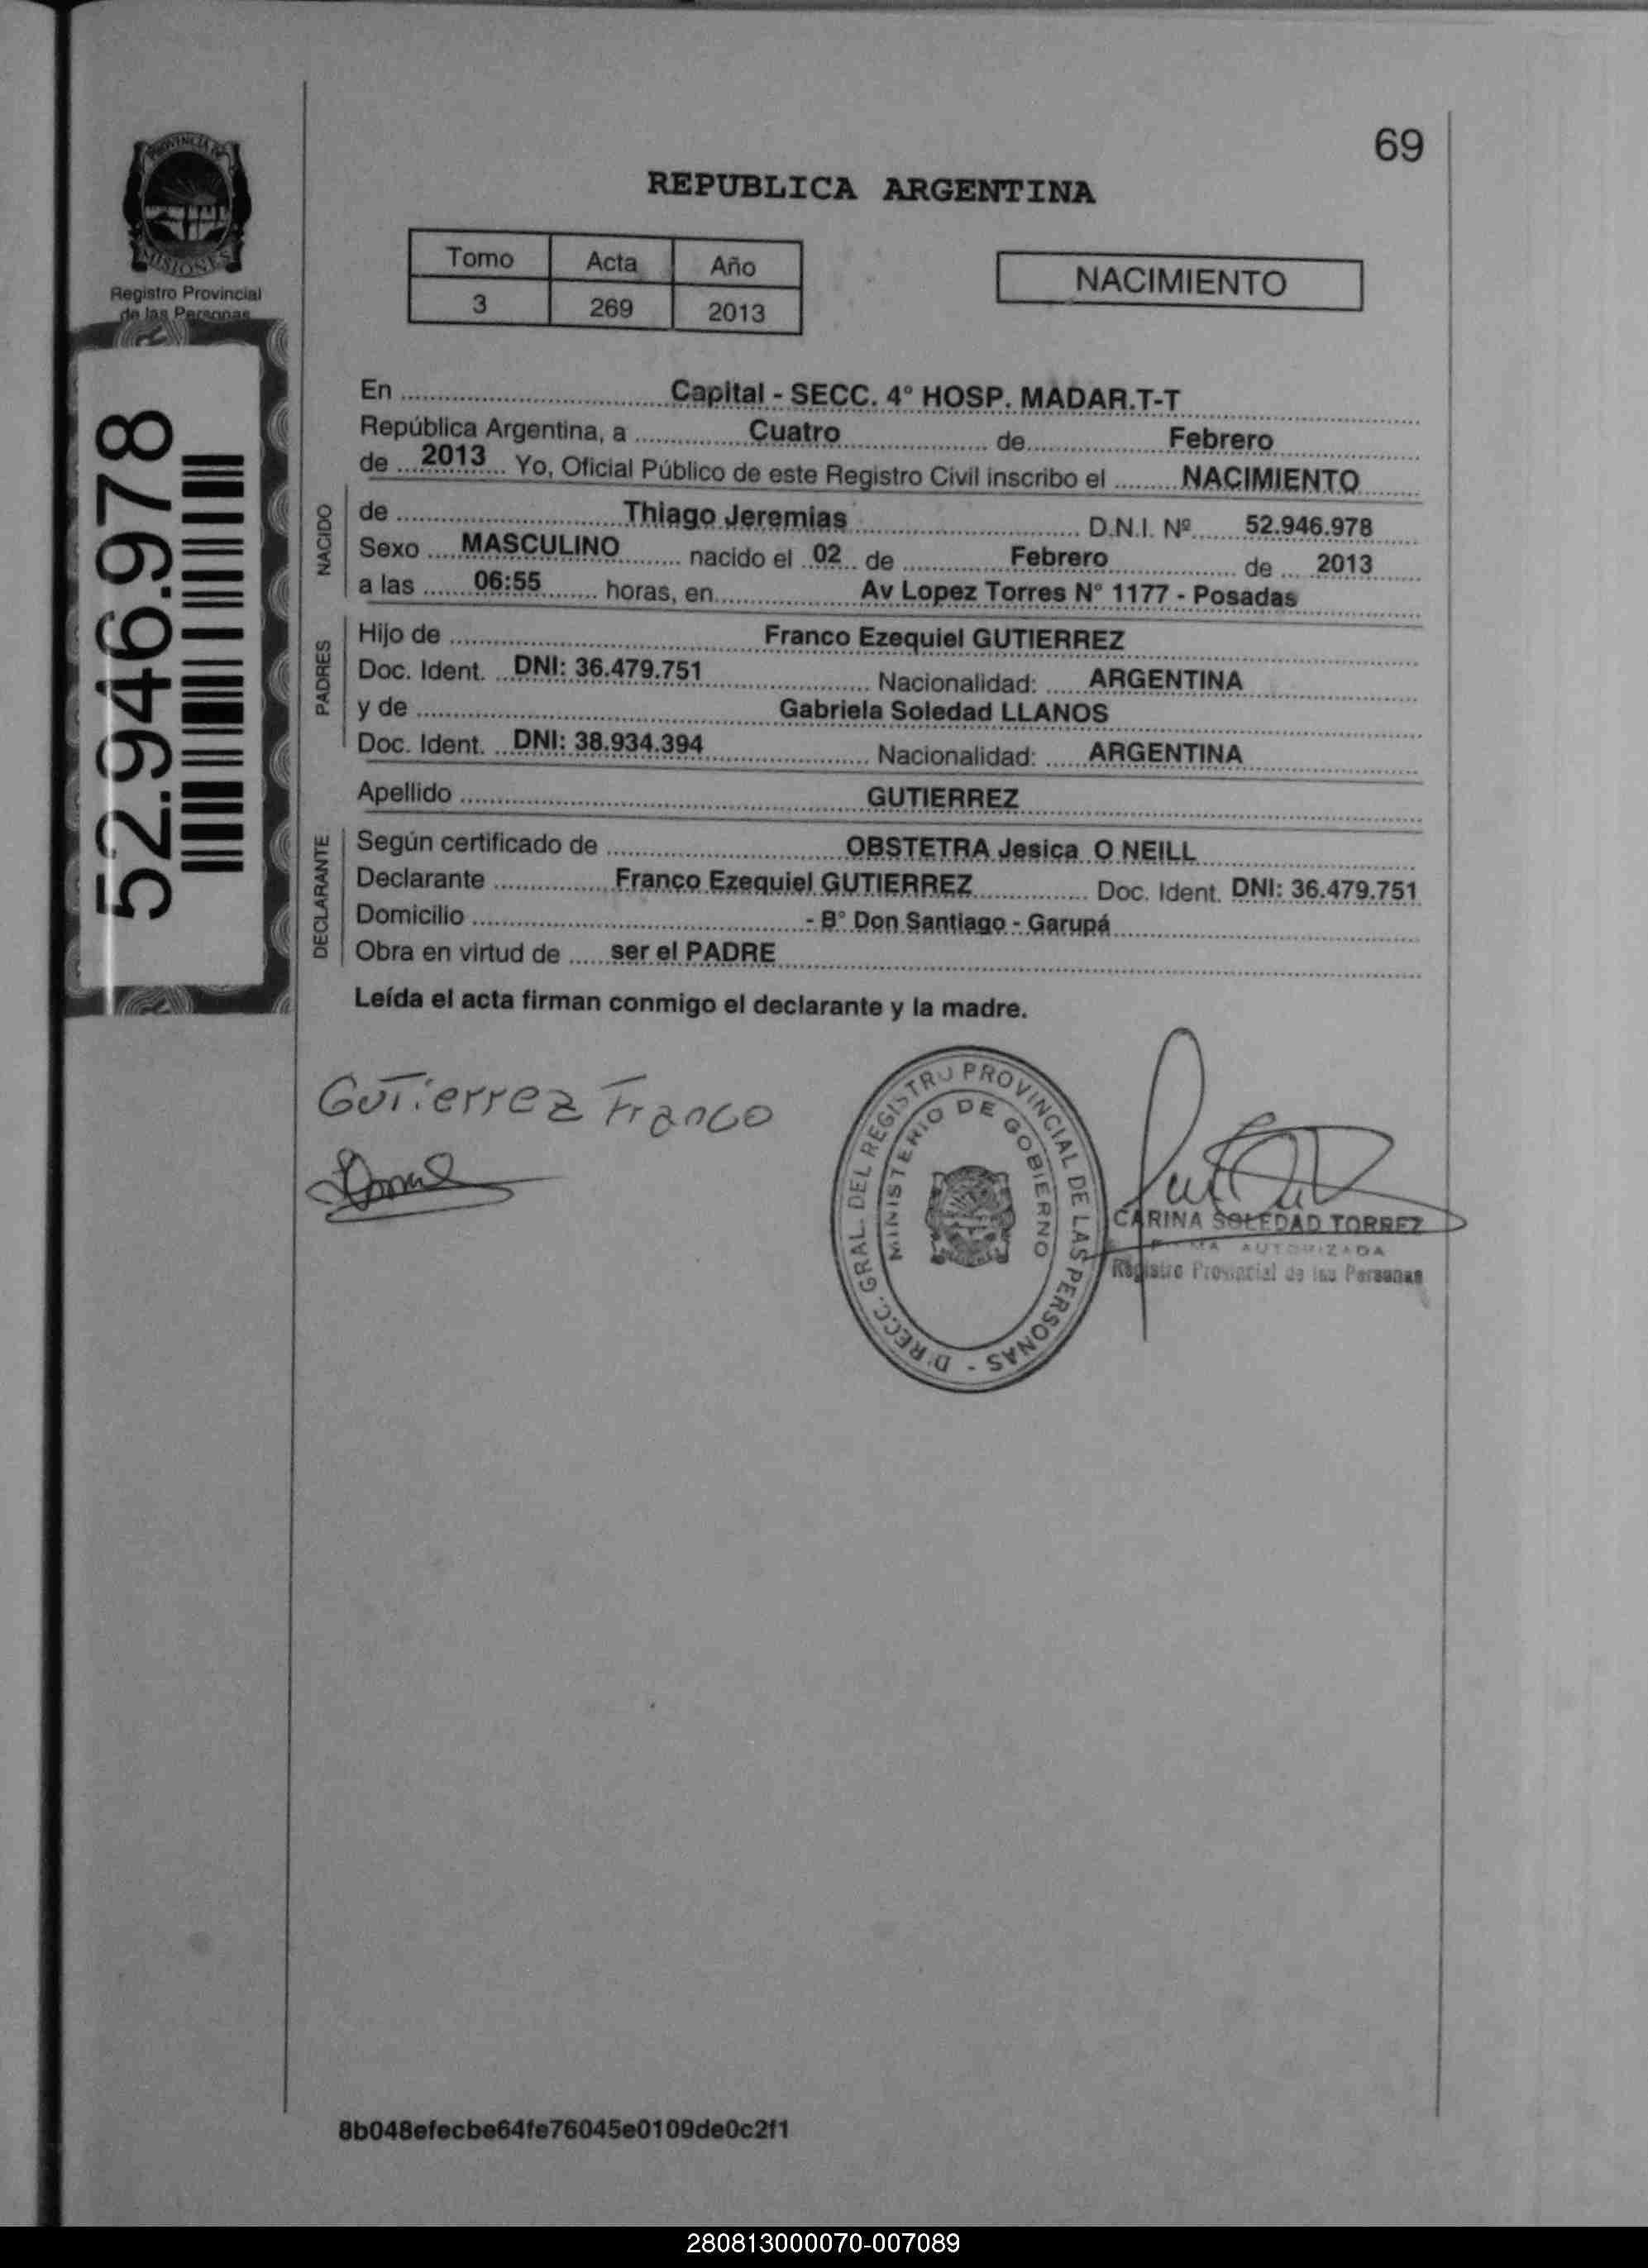 69
PROVINCIA DE
MISIONES
Registro Provincial
de las Personas
52.946.978
REPUBLICA ARGENTINA
Tomo Acta Año
3 269 2013
NACIMIENTO
En Capital - SECC. 4° HOSP. MADAR.T-T
República Argentina, a Cuatro de Febrero
de 2013 Yo, Oficial Público de este Registro Civil inscribo el NACIMIENTO
NACIDO
de Thiago Jeremias D.N.I. Nº 52.946.978
Sexo MASCULINO nacido el 02 de Febrero de 2013
a las 06:55 horas, en Av Lopez Torres N° 1177 - Posadas
PADRES
Hijo de Franco Ezequiel GUTIERREZ
Doc. Ident. DNI: 36.479.751 Nacionalidad: ARGENTINA
y de Gabriela Soledad LLANOS
Doc. Ident. DNI: 38.934.394 Nacionalidad: ARGENTINA
Apellido GUTIERREZ
DECLARANTE
Según certificado de OBSTETRA Jesica O NEILL
Declarante Franco Ezequiel GUTIERREZ Doc. Ident. DNI: 36.479.751
Domicilio - B° Don Santiago - Garupá
Obra en virtud de ser el PADRE
Leída el acta firman conmigo el declarante y la madre.
Gutierrez Franco
DIRECC. GRAL. DEL REGISTRO PROVINCIAL DE LAS PERSONAS -
MINISTERIO DE GOBIERNO
CARINA SOLEDAD TORREZ
FIRMA AUTORIZADA
Registro Provincial de las Personas
8b048efecbe64fe76045e0109de0c2f1
280813000070-007089